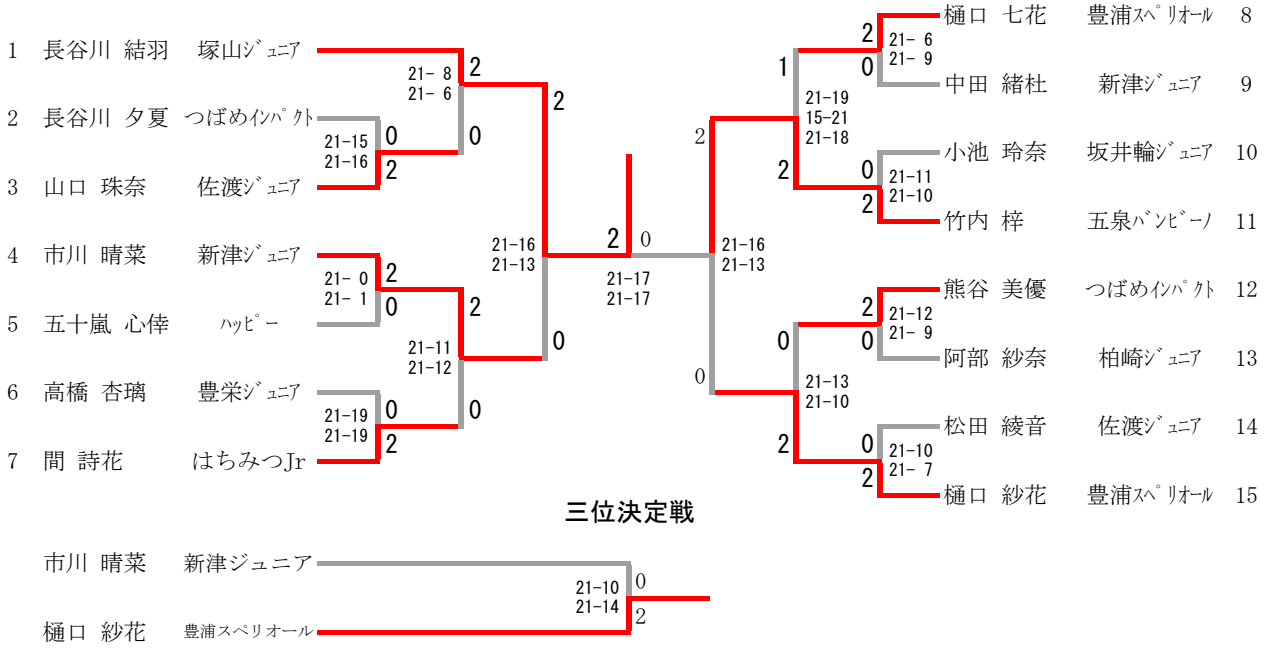 1 長谷川 結羽 塚山ｼﾞｭﾆｱ
2 長谷川 夕夏 つばめｲﾝﾊﾟｸﾄ
3 山口 珠奈 佐渡ｼﾞｭﾆｱ
4 市川 晴菜 新津ｼﾞｭﾆｱ
5 五十嵐 心倖 ﾊｯﾋﾟｰ
6 高橋 杏璃 豊栄ｼﾞｭﾆｱ
7 間 詩花 はちみつJr
21- 8 2
21- 6 0
21-15 0
21-16 2
21- 0 2
21- 1 0
21-11 2
21-12 0
21-19 0
21-19 2
2
21-16
21-13
0
2 0
21-17
21-17
2
21-16
21-13
0
樋口 七花 豊浦ｽﾍﾟﾘｵｰﾙ 8
中田 緒杜 新津ｼﾞｭﾆｱ 9
小池 玲奈 坂井輪ｼﾞｭﾆｱ 10
竹内 梓 五泉ﾊﾞﾝﾋﾞｰﾉ 11
熊谷 美優 つばめｲﾝﾊﾟｸﾄ 12
阿部 紗奈 柏崎ｼﾞｭﾆｱ 13
松田 綾音 佐渡ｼﾞｭﾆｱ 14
樋口 紗花 豊浦ｽﾍﾟﾘｵｰﾙ 15
2 21- 6
0 21- 9
1
21-19
15-21
21-18
2
0 21-11
2 21-10
2 21-12
0 21- 9
0
21-13
21-10
2
0 21-10
2 21- 7
三位決定戦
市川 晴菜 新津ジュニア
21-10 0
21-14 2
樋口 紗花 豊浦スペリオール